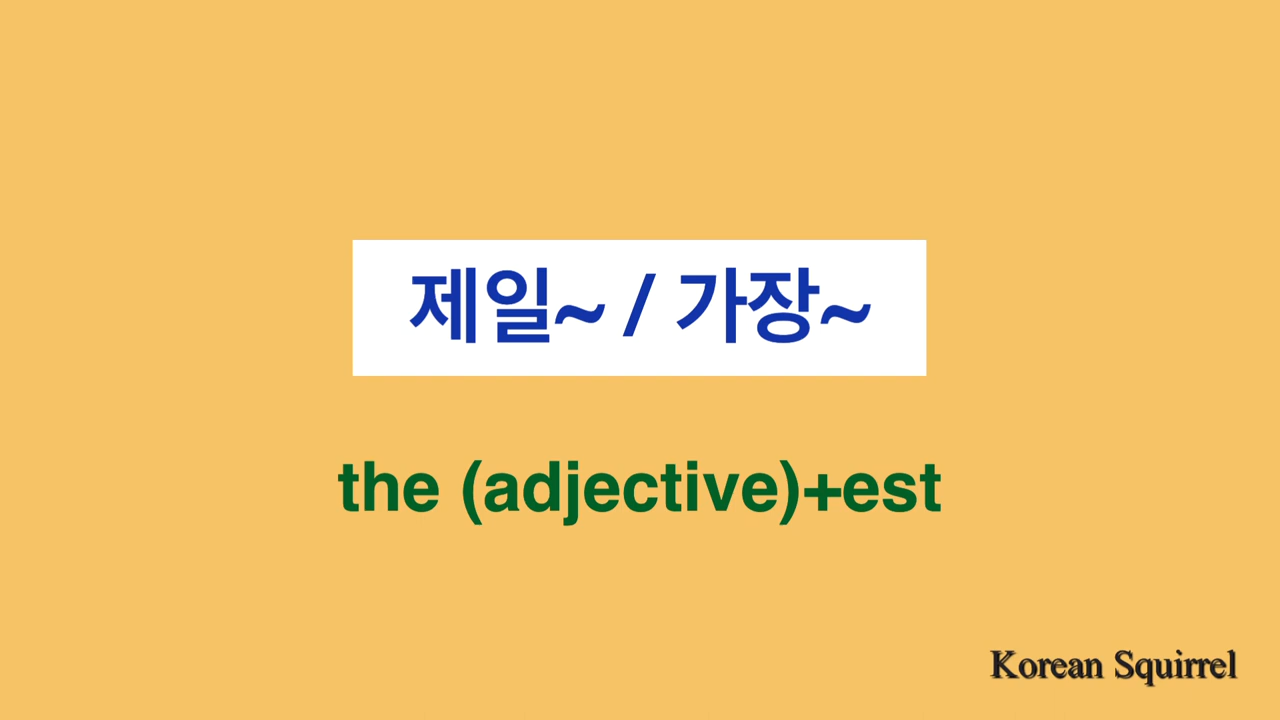 제일~ / 가장~
the (adjective)+est
Korean Squirrel